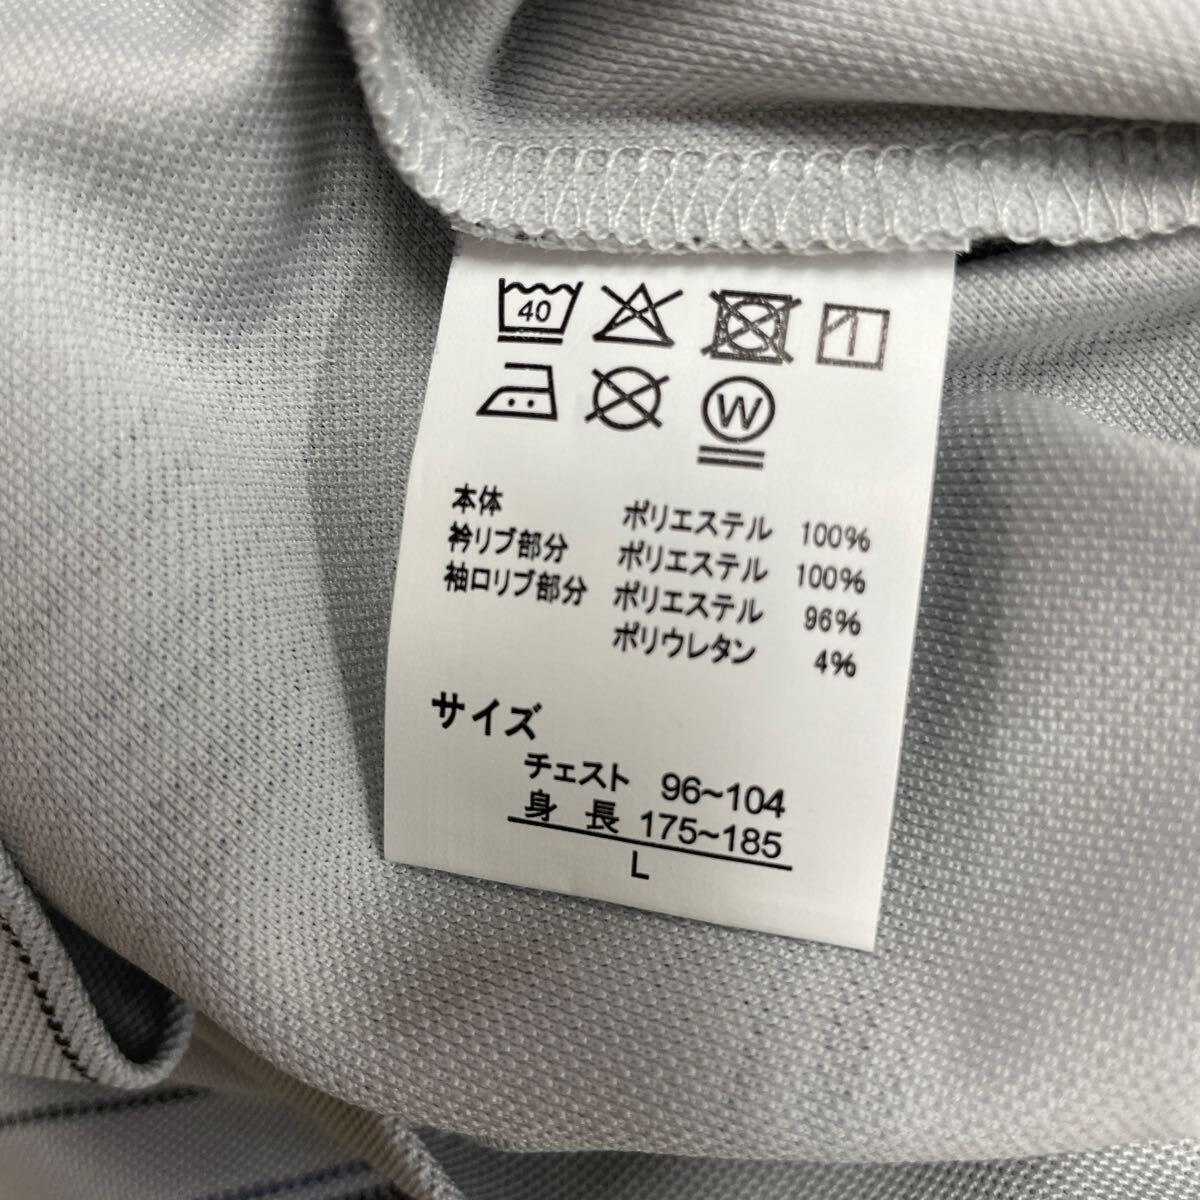 40
W
本体 ポリエステル 100%
衿リブ部分 ポリエステル 100%
袖口リブ部分 ポリエステル 96%
ポリウレタン 4%
サイズ
チェスト 96~104
身 長 175~185
L